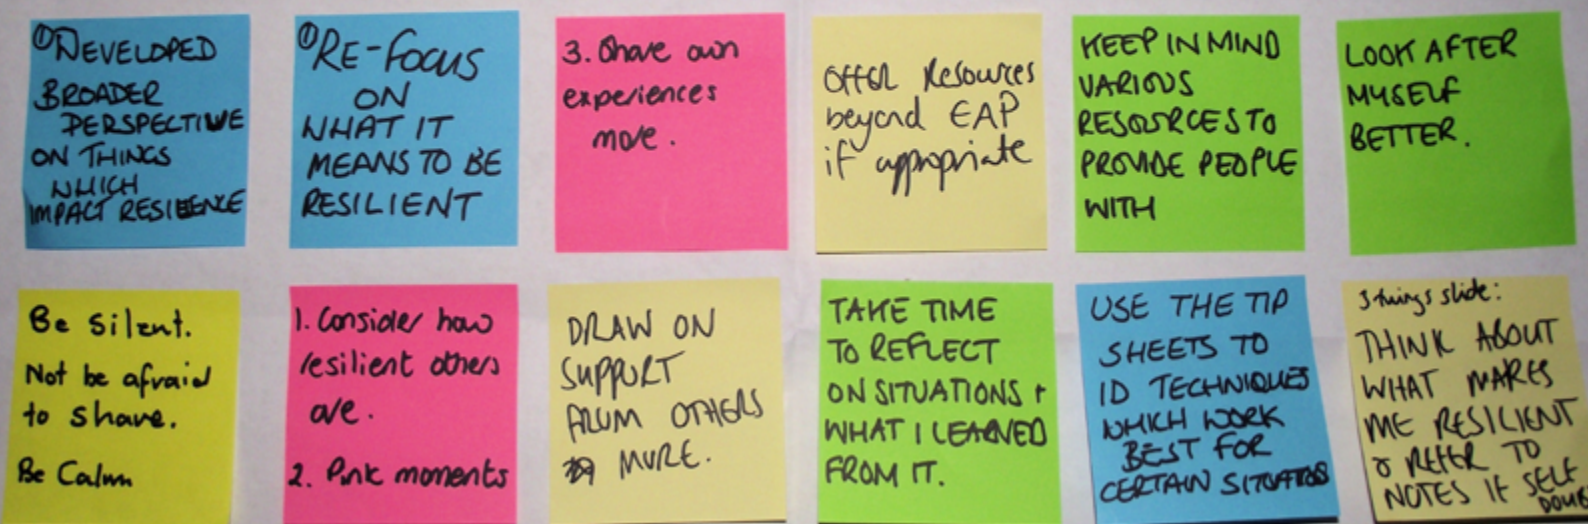 ① DEVELOPED
BROADER
PERSPECTIVE
ON THINGS
WHICH
IMPACT RESILIENCE
① RE-FOCUS
ON
WHAT IT
MEANS TO BE
RESILIENT
3. Share own
experiences
more.
OFFER Resources
beyond EAP
if appropriate
KEEP IN MIND
VARIOUS
RESOURCES TO
PROVIDE PEOPLE
WITH
LOOK AFTER
MYSELF
BETTER.
Be Silent.
Not be afraid
to share.
Be Calm
1. Consider how
resilient others
are.
2. Pink moments
DRAW ON
SUPPORT
FROM OTHERS
MORE.
TAKE TIME
TO REFLECT
ON SITUATIONS +
WHAT I LEARNED
FROM IT.
USE THE TIP
SHEETS TO
ID TECHNIQUES
WHICH WORK
BEST FOR
CERTAIN SITUATIONS
3 things slide:
THINK ABOUT
WHAT MAKES
ME RESILIENT
& REFER TO
NOTES IF SELF
DOUBT